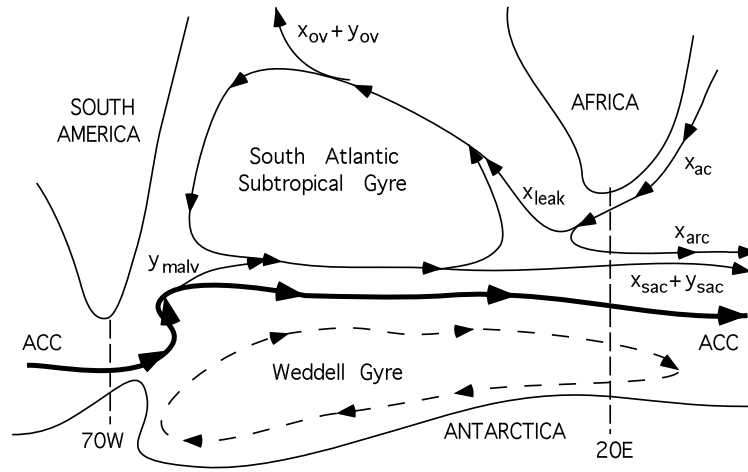 x_ov + y_ov
SOUTH
AMERICA
AFRICA
South Atlantic
Subtropical Gyre
x_ac
x_leak
x_arc
y_malv
x_sac + y_sac
ACC
ACC
Weddell Gyre
70W
ANTARCTICA
20E